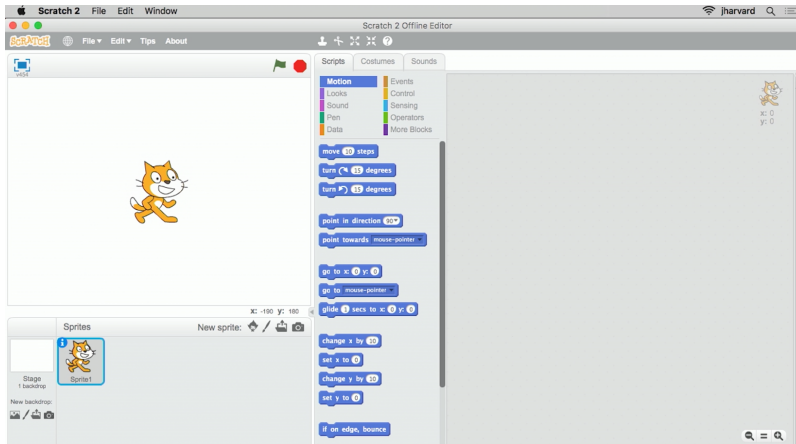 Scratch 2 File Edit Window jharvard
Scratch 2 Offline Editor
SCRATCH File Edit Tips About
v454
Scripts Costumes Sounds
Motion Events
Looks Control
Sound Sensing
Pen Operators
Data More Blocks
x: 0
y: 0
move 10 steps
turn 15 degrees
turn 15 degrees
point in direction 90
point towards mouse-pointer
go to x: 0 y: 0
go to mouse-pointer
glide 1 secs to x: 0 y: 0
change x by 10
set x to 0
change y by 10
set y to 0
if on edge, bounce
X: -190 Y: 180
Sprites New sprite:
Stage
1 backdrop
Sprite1
New backdrop: